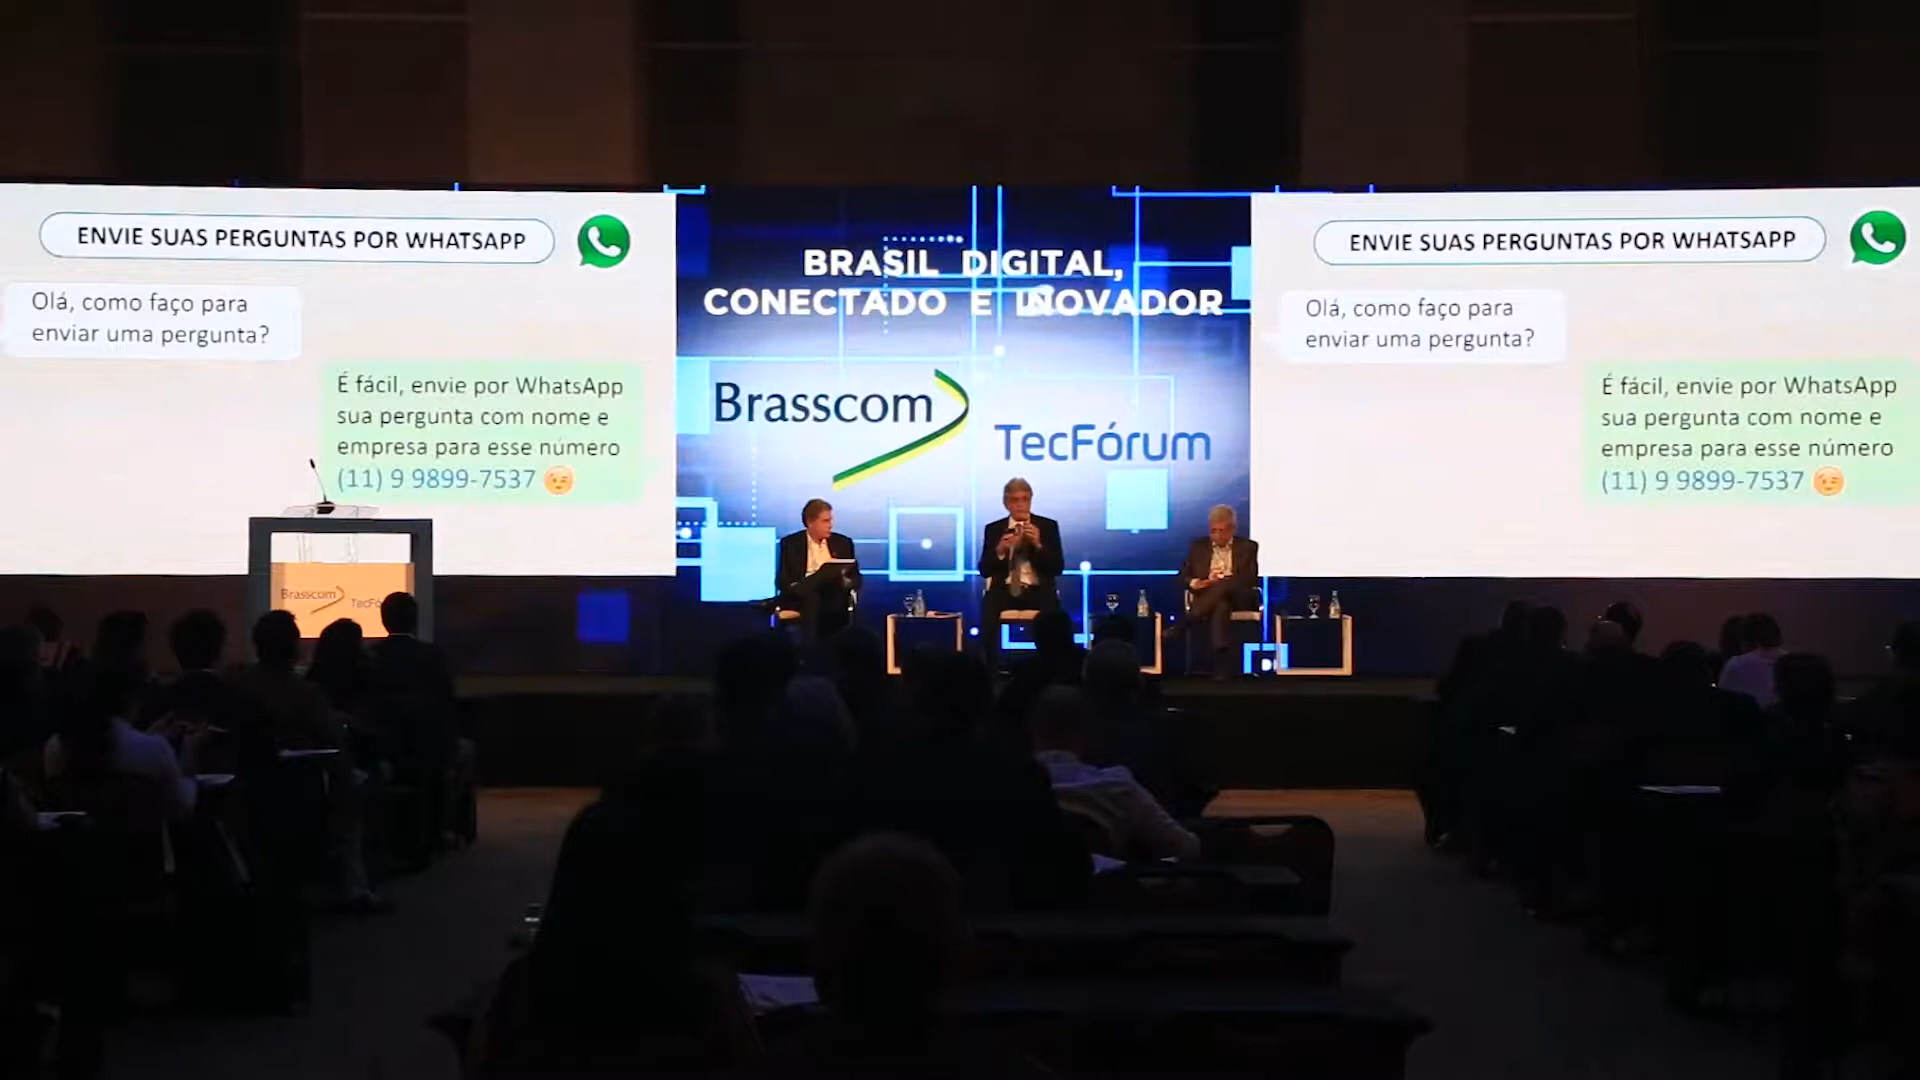 ENVIE SUAS PERGUNTAS POR WHATSAPP
Olá, como faço para
enviar uma pergunta?
É fácil, envie por WhatsApp
sua pergunta com nome e
empresa para esse número
(11) 9 9899-7537
Brasscom
TecFó
BRASIL DIGITAL,
CONECTADO E INOVADOR
Brasscom
TecFórum
ENVIE SUAS PERGUNTAS POR WHATSAPP
Olá, como faço para
enviar uma pergunta?
É fácil, envie por WhatsApp
sua pergunta com nome e
empresa para esse número
(11) 9 9899-7537